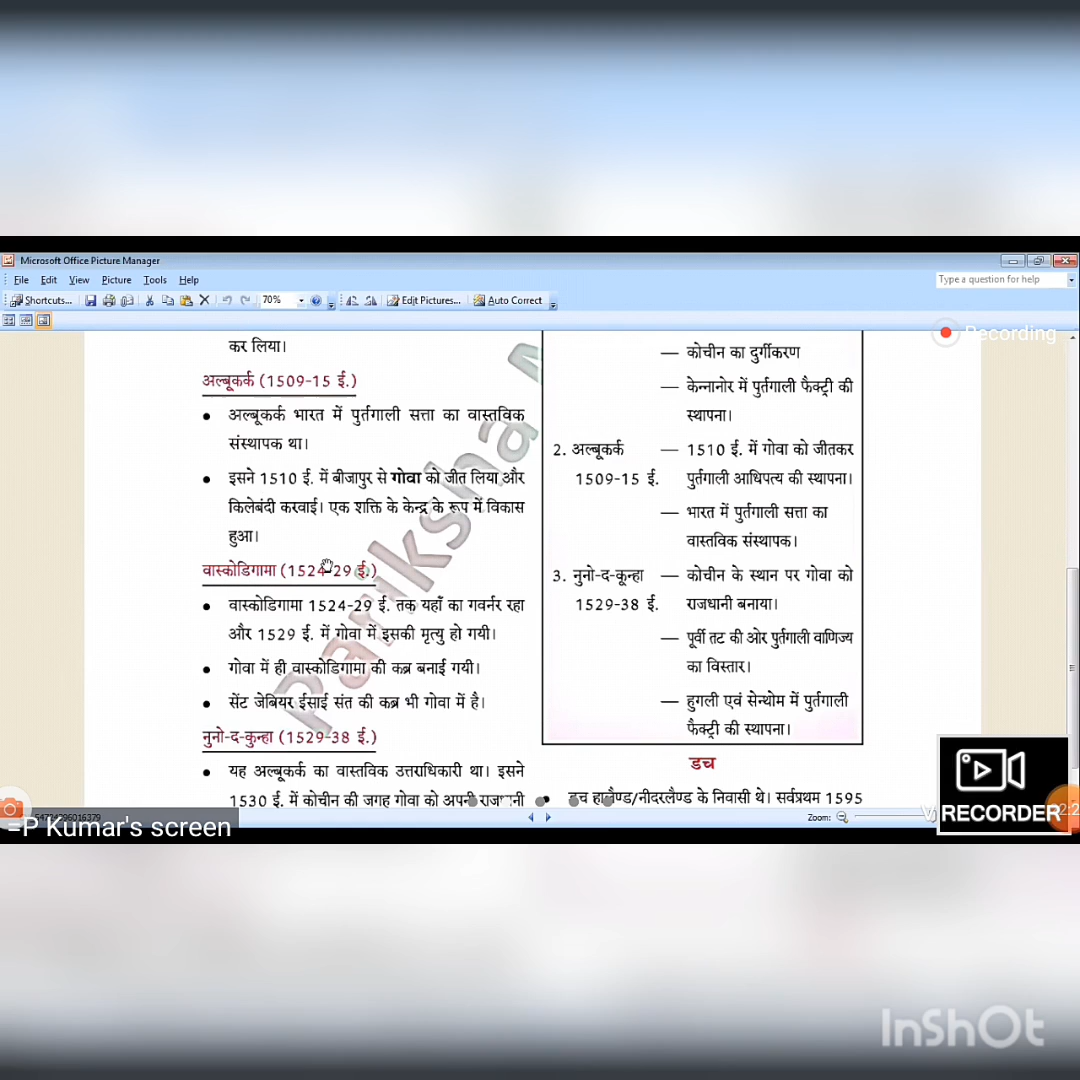 Microsoft Office Picture Manager
File Edit View Picture Tools Help
Type a question for help
Shortcuts...
70%
Edit Pictures...
Auto Correct
Recording
कर लिया।
अल्बूकर्क (1509-15 ई.)
अल्बूकर्क भारत में पुर्तगाली सत्ता का वास्तविक
संस्थापक था।
इसने 1510 ई. में बीजापुर से गोवा को जीत लिया और
किलेबंदी करवाई। एक शक्ति के केन्द्र के रूप में विकास
हुआ।
वास्कोडिगामा (1524-29 ई.)
वास्कोडिगामा 1524-29 ई. तक यहाँ का गवर्नर रहा
और 1529 ई. में गोवा में इसकी मृत्यु हो गयी।
गोवा में ही वास्कोडिगामा की कब्र बनाई गयी।
सेंट जेबियर ईसाई संत की कब्र भी गोवा में है।
नुनो-द-कुन्हा (1529-38 ई.)
यह अल्बूकर्क का वास्तविक उत्तराधिकारी था। इसने
1530 ई. में कोचीन की जगह गोवा को अपनी
— कोचीन का दुर्गीकरण
— केन्नानोर में पुर्तगाली फैक्ट्री की
स्थापना।
2. अल्बूकर्क — 1510 ई. में गोवा को जीतकर
1509-15 ई. पुर्तगाली आधिपत्य की स्थापना।
— भारत में पुर्तगाली सत्ता का
वास्तविक संस्थापक।
3. नुनो-द-कून्हा — कोचीन के स्थान पर गोवा को
1529-38 ई. राजधानी बनाया।
— पूर्वी तट की ओर पुर्तगाली वाणिज्य
का विस्तार।
— हुगली एवं सेन्थोम में पुर्तगाली
फैक्ट्री की स्थापना।
डच
डच हालैण्ड/नीदरलैण्ड के निवासी थे। सर्वप्रथम 1595
Pariksha
Zoom:
=P Kumar's screen
RECORDER
InShOt